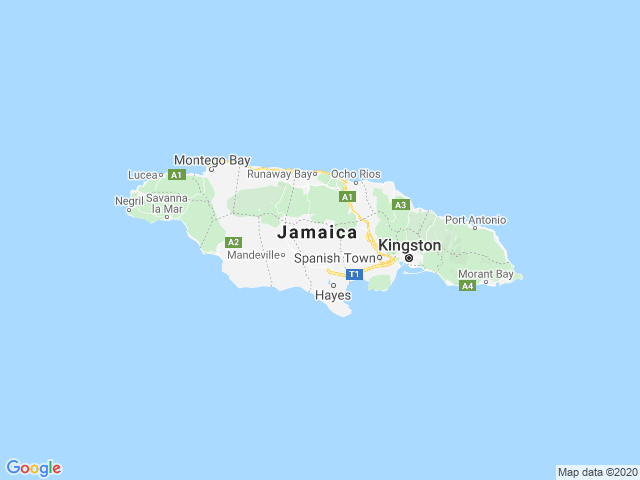 Montego Bay
Lucea
A1
Runaway Bay
Ocho Rios
Negril
Savanna
la Mar
A1
A3
Port Antonio
Jamaica
A2
Kingston
Mandeville
Spanish Town
T1
Morant Bay
A4
Hayes
Google
Map data ©2020